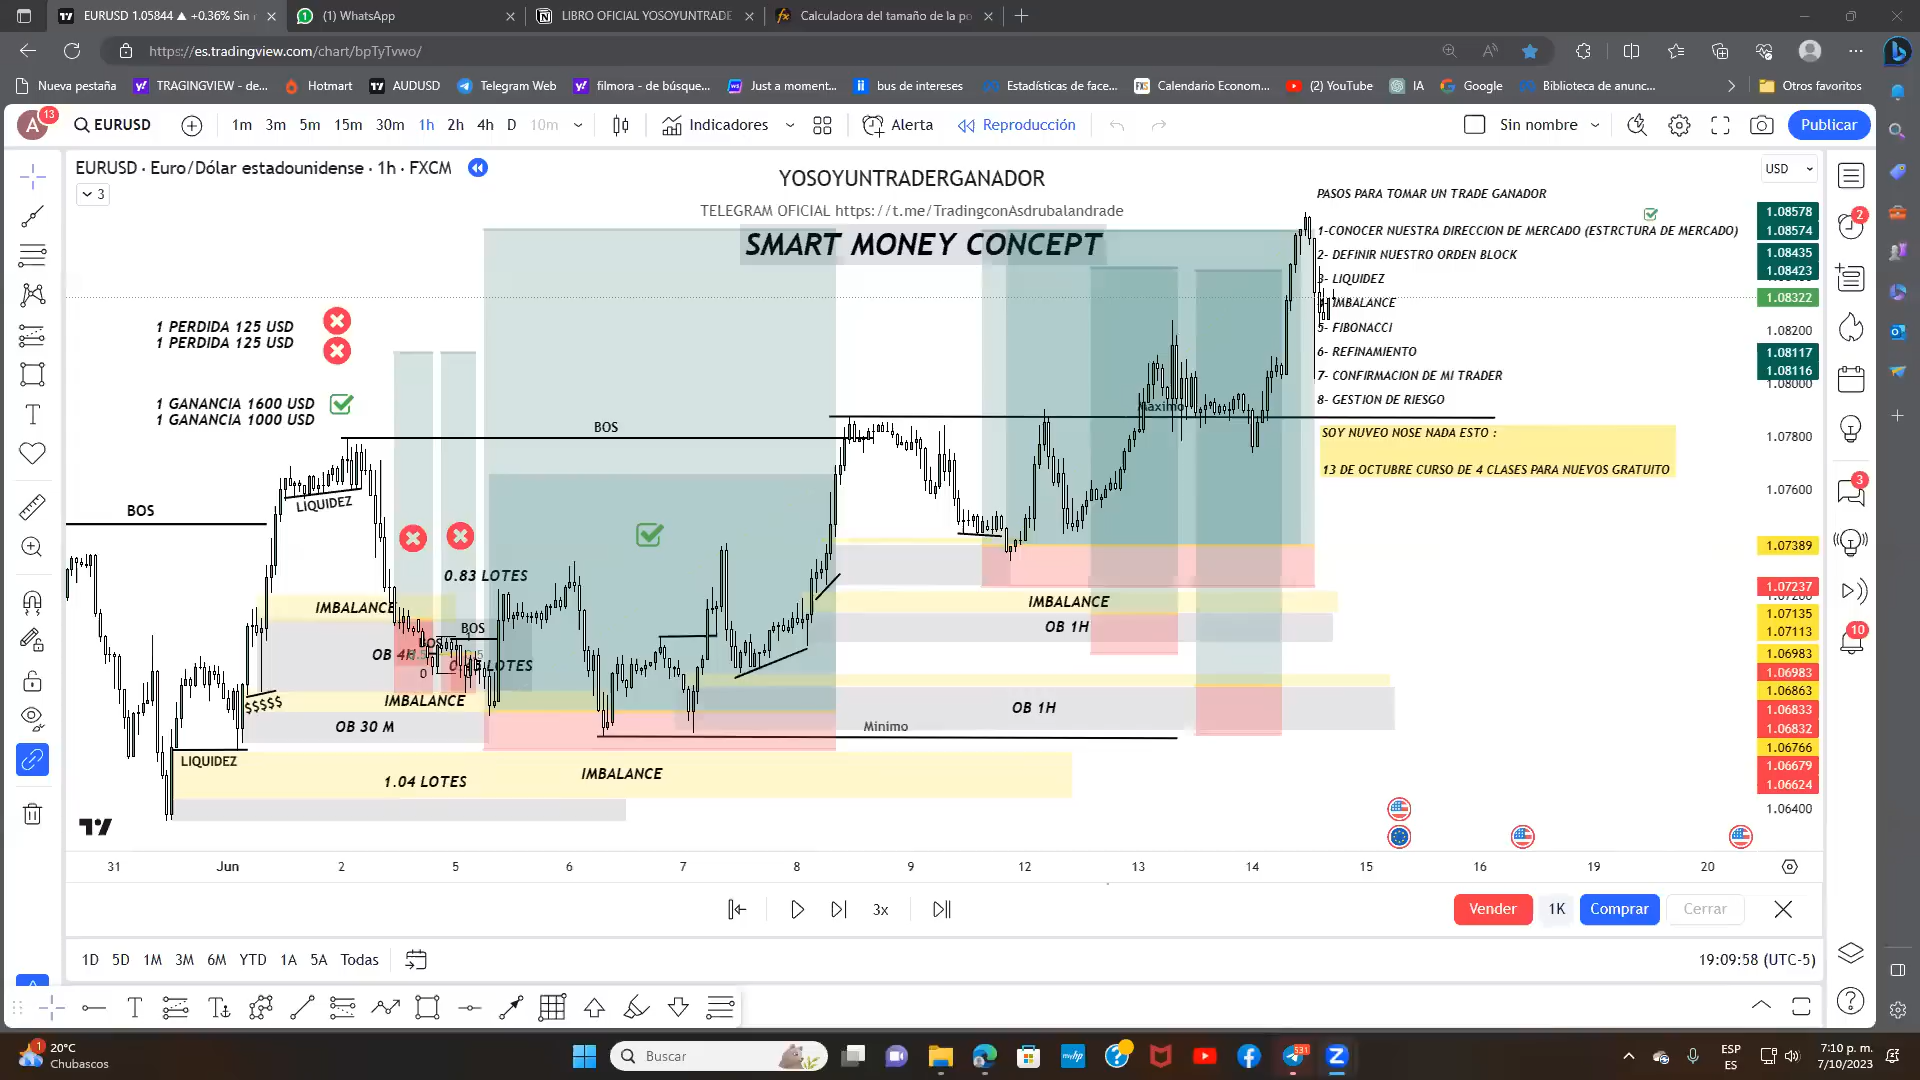 EURUSD 1.05844 ▲ +0.36% Sin
(1) WhatsApp
LIBRO OFICIAL YOSOYUNTRADE
Calculadora del tamaño de la po
https://es.tradingview.com/chart/bpTyTvwo/
Nueva pestaña
TRAGINGVIEW - de...
Hotmart
AUDUSD
Telegram Web
filmora - de búsque...
Just a moment...
bus de intereses
Estadísticas de face...
Calendario Econom...
(2) YouTube
IA
Google
Biblioteca de anunc...
Otros favoritos
A
13
EURUSD
1m 3m 5m 15m 30m 1h 2h 4h D 10m
Indicadores
Alerta
Reproducción
Sin nombre
Publicar
EURUSD · Euro/Dólar estadounidense · 1h · FXCM
3
YOSOYUNTRADERGANADOR
TELEGRAM OFICIAL https://t.me/TradingconAsdrubalandrade
SMART MONEY CONCEPT
PASOS PARA TOMAR UN TRADE GANADOR
1-CONOCER NUESTRA DIRECCION DE MERCADO (ESTRCTURA DE MERCADO)
2- DEFINIR NUESTRO ORDEN BLOCK
3- LIQUIDEZ
4- IMBALANCE
5- FIBONACCI
6- REFINAMIENTO
7- CONFIRMACION DE MI TRADER
8- GESTION DE RIESGO
SOY NUVEO NOSE NADA ESTO :
13 DE OCTUBRE CURSO DE 4 CLASES PARA NUEVOS GRATUITO
1 PERDIDA 125 USD
1 PERDIDA 125 USD
1 GANANCIA 1600 USD
1 GANANCIA 1000 USD
BOS
LIQUIDEZ
BOS
Maximo
0.83 LOTES
IMBALANCE
BOS
BOS
OB 4H
LOTES
0
IMBALANCE
$$$$$
OB 30 M
LIQUIDEZ
1.04 LOTES
IMBALANCE
IMBALANCE
OB 1H
OB 1H
Minimo
USD
1.08578
1.08574
1.08435
1.08423
1.08322
1.08200
1.08117
1.08116
1.08000
1.07800
1.07600
1.07389
1.07237
1.07200
1.07135
1.07113
1.06983
1.06983
1.06863
1.06833
1.06832
1.06766
1.06679
1.06624
1.06400
31 Jun 2 5 6 7 8 9 12 13 14 15 16 19 20
3x
Vender
1K
Comprar
Cerrar
1D 5D 1M 3M 6M YTD 1A 5A Todas
19:09:58 (UTC-5)
2
3
10
1
20°C
Chubascos
Buscar
531
ESP
ES
7:10 p. m.
7/10/2023